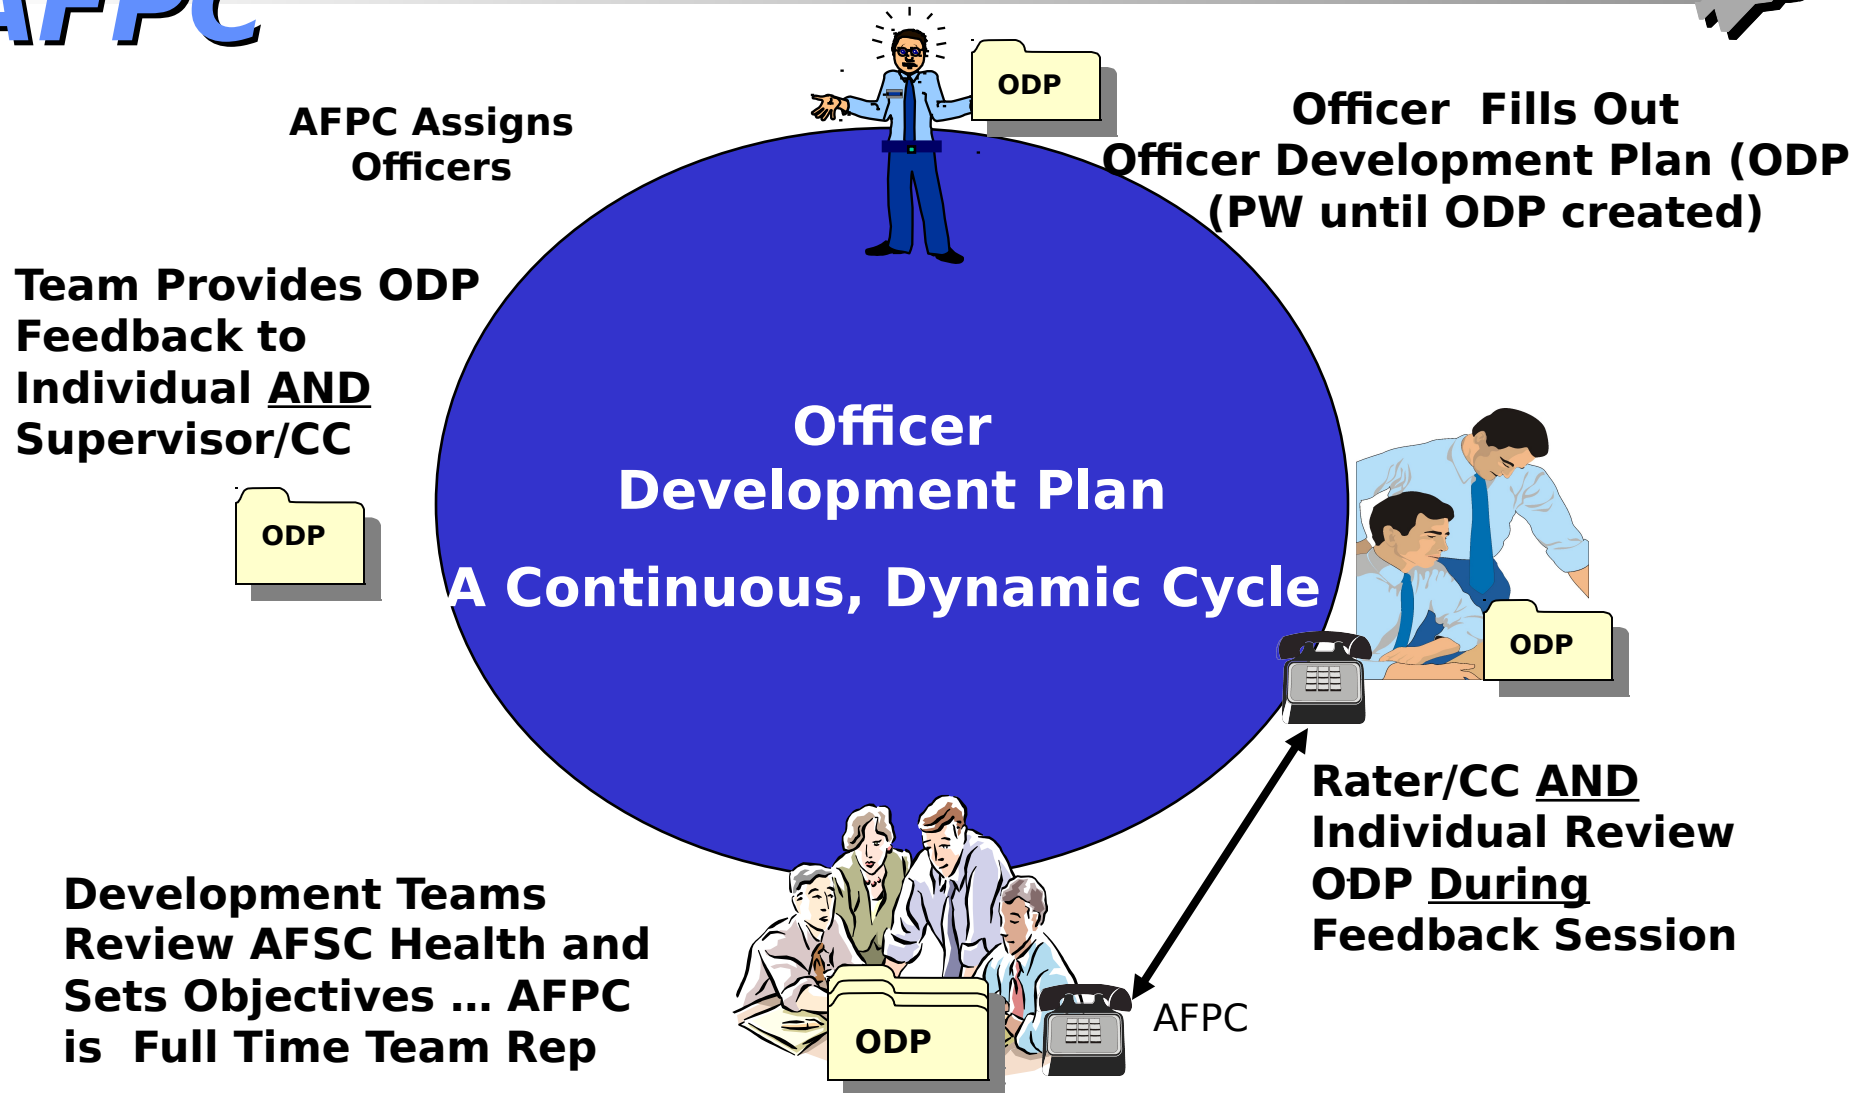 AFPC
ODP
AFPC Assigns
Officers
Officer  Fills Out
Officer Development Plan (ODP
(PW until ODP created)
Team Provides ODP
Feedback to
Individual AND
Supervisor/CC
ODP
Officer
Development Plan
A Continuous, Dynamic Cycle
ODP
Rater/CC AND
Individual Review
ODP During
Feedback Session
Development Teams
Review AFSC Health and
Sets Objectives … AFPC
is  Full Time Team Rep
ODP
AFPC